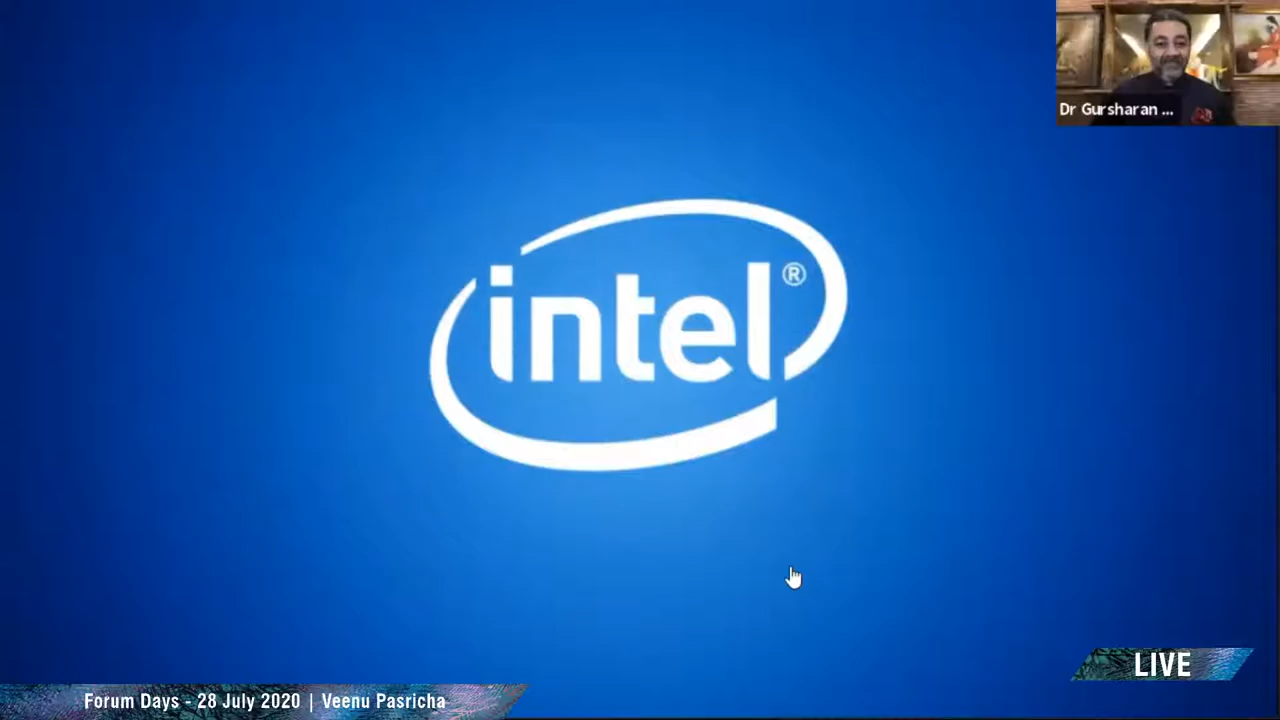 Dr Gursharan ...
intel®
LIVE
Forum Days - 28 July 2020 | Veenu Pasricha